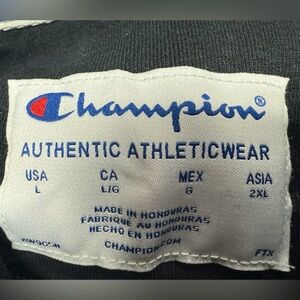 Champion®
AUTHENTIC ATHLETICWEAR
USA CA MEX ASIA
L L/G G 2XL
MADE IN HONDURAS
FABRIQUÉ AU HONDURAS
HECHO EN HONDURAS
CHAMPION.COM
FTX